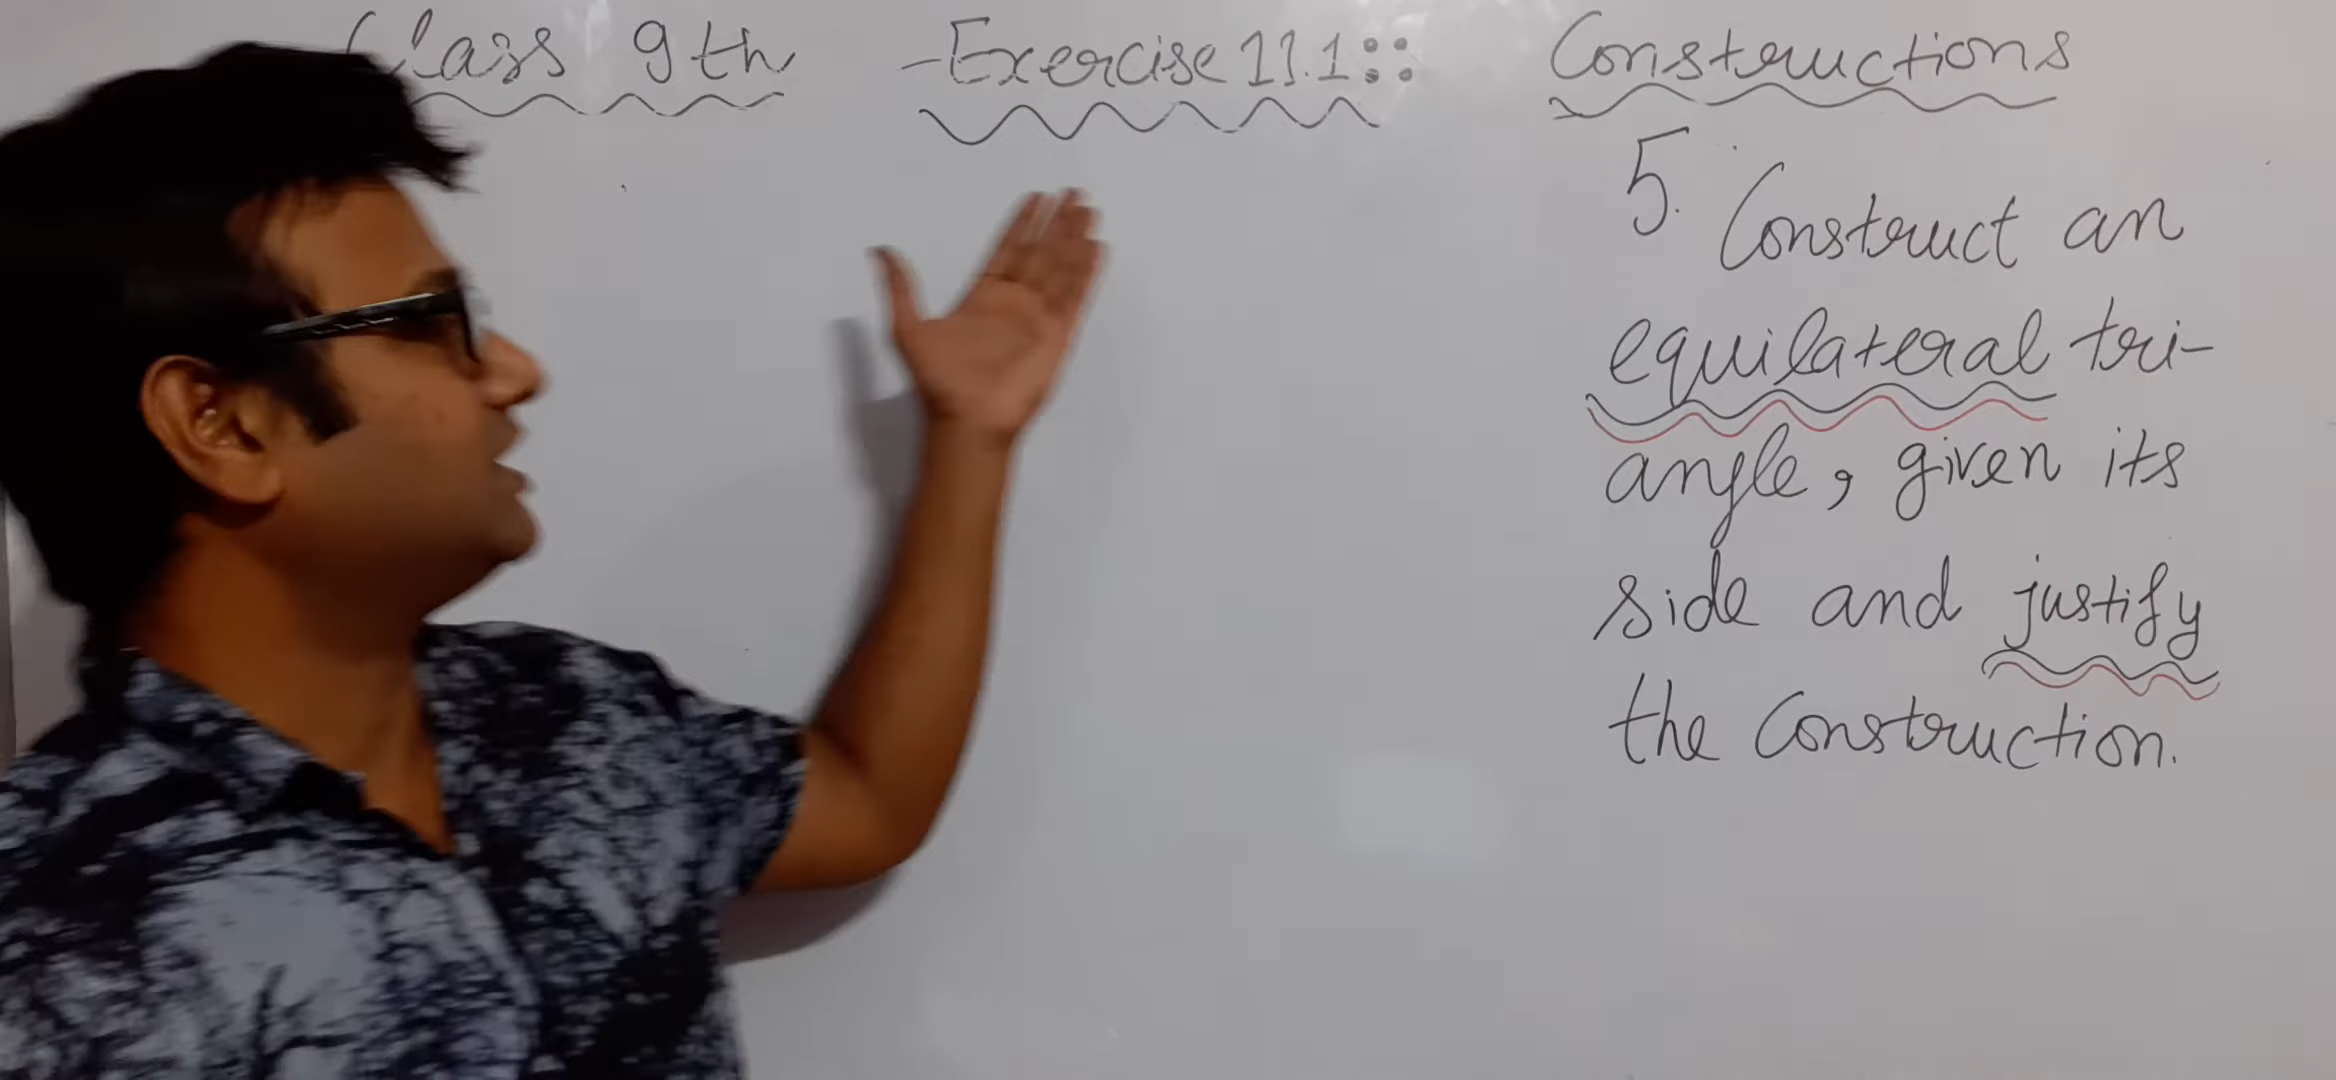 Class 9th - Exercise 11.1 :: Constructions
5. Construct an
equilateral tri-
angle, given its
side and justify
the Construction.